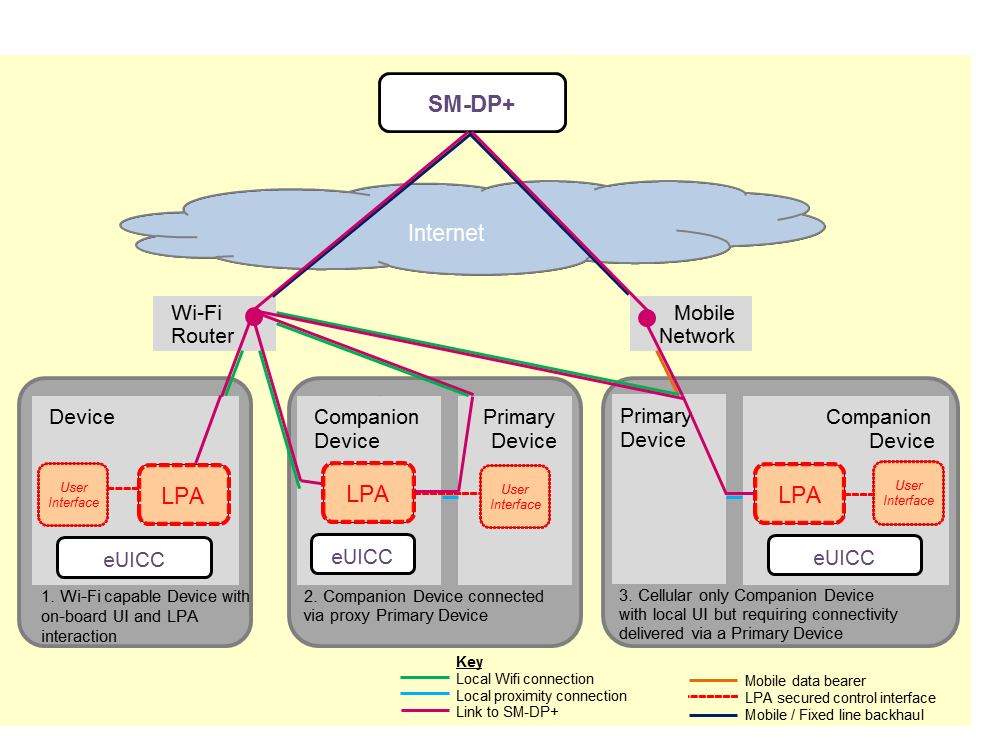 SM-DP+
Internet
Wi-Fi
Router
Mobile
Network
Device
User
Interface
LPA
eUICC
1. Wi-Fi capable Device with
on-board UI and LPA
interaction
Companion
Device
Primary
Device
LPA
User
Interface
eUICC
2. Companion Device connected
via proxy Primary Device
Primary
Device
Companion
Device
LPA
User
Interface
eUICC
3. Cellular only Companion Device
with local UI but requiring connectivity
delivered via a Primary Device
Key
Local Wifi connection
Local proximity connection
Link to SM-DP+
Mobile data bearer
LPA secured control interface
Mobile / Fixed line backhaul